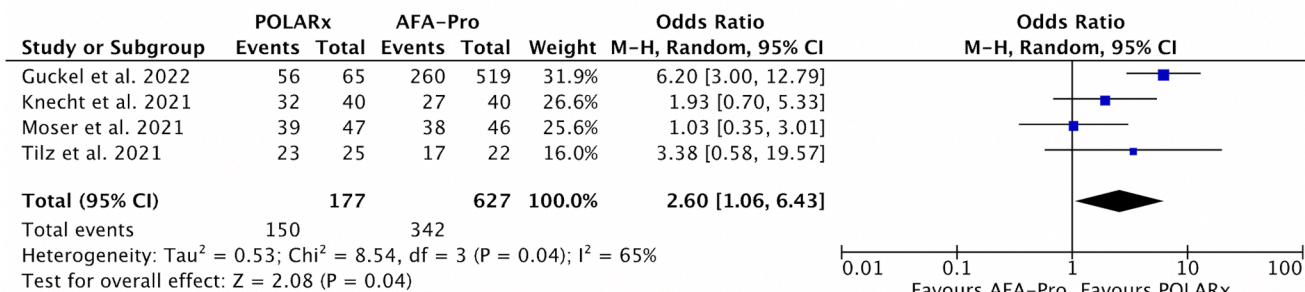 POLARx AFA-Pro Odds Ratio Odds Ratio
Study or Subgroup Events Total Events Total Weight M-H, Random, 95% CI M-H, Random, 95% CI
Guckel et al. 2022 56 65 260 519 31.9% 6.20 [3.00, 12.79]
Knecht et al. 2021 32 40 27 40 26.6% 1.93 [0.70, 5.33]
Moser et al. 2021 39 47 38 46 25.6% 1.03 [0.35, 3.01]
Tilz et al. 2021 23 25 17 22 16.0% 3.38 [0.58, 19.57]
Total (95% CI) 177 627 100.0% 2.60 [1.06, 6.43]
Total events 150 342
Heterogeneity: Tau² = 0.53; Chi² = 8.54, df = 3 (P = 0.04); I² = 65%
Test for overall effect: Z = 2.08 (P = 0.04)
0.01 0.1 1 10 100
Favours AFA-Pro Favours POLARx